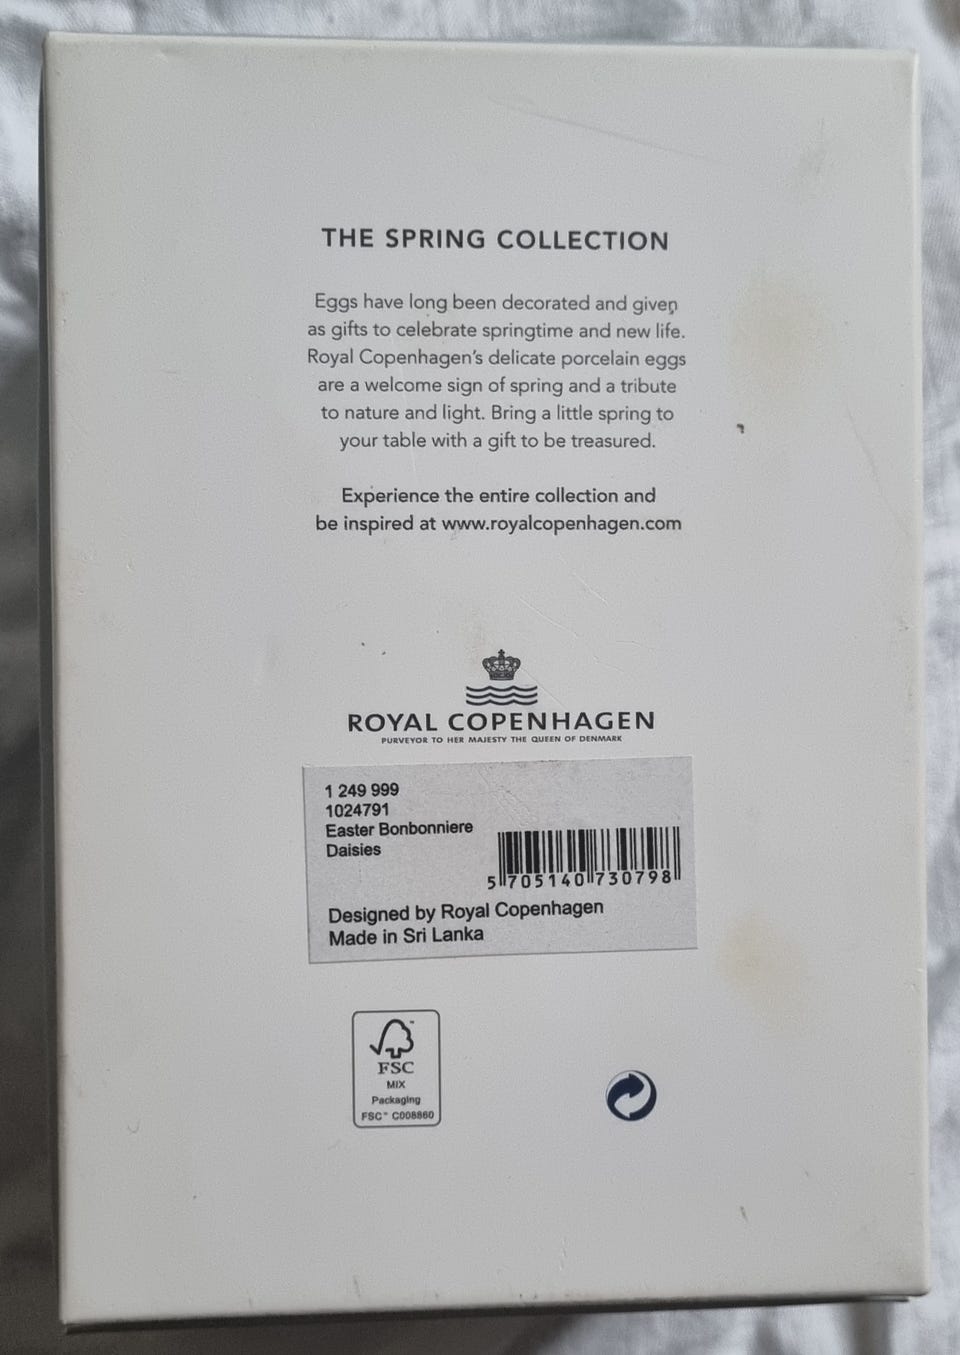 THE SPRING COLLECTION
Eggs have long been decorated and given
as gifts to celebrate springtime and new life.
Royal Copenhagen's delicate porcelain eggs
are a welcome sign of spring and a tribute
to nature and light. Bring a little spring to
your table with a gift to be treasured.
Experience the entire collection and
be inspired at www.royalcopenhagen.com
ROYAL COPENHAGEN
PURVEYOR TO HER MAJESTY THE QUEEN OF DENMARK
1 249 999
1024791
Easter Bonbonniere
Daisies
5 705140 730798
Designed by Royal Copenhagen
Made in Sri Lanka
FSC
MIX
Packaging
FSC™ C008860